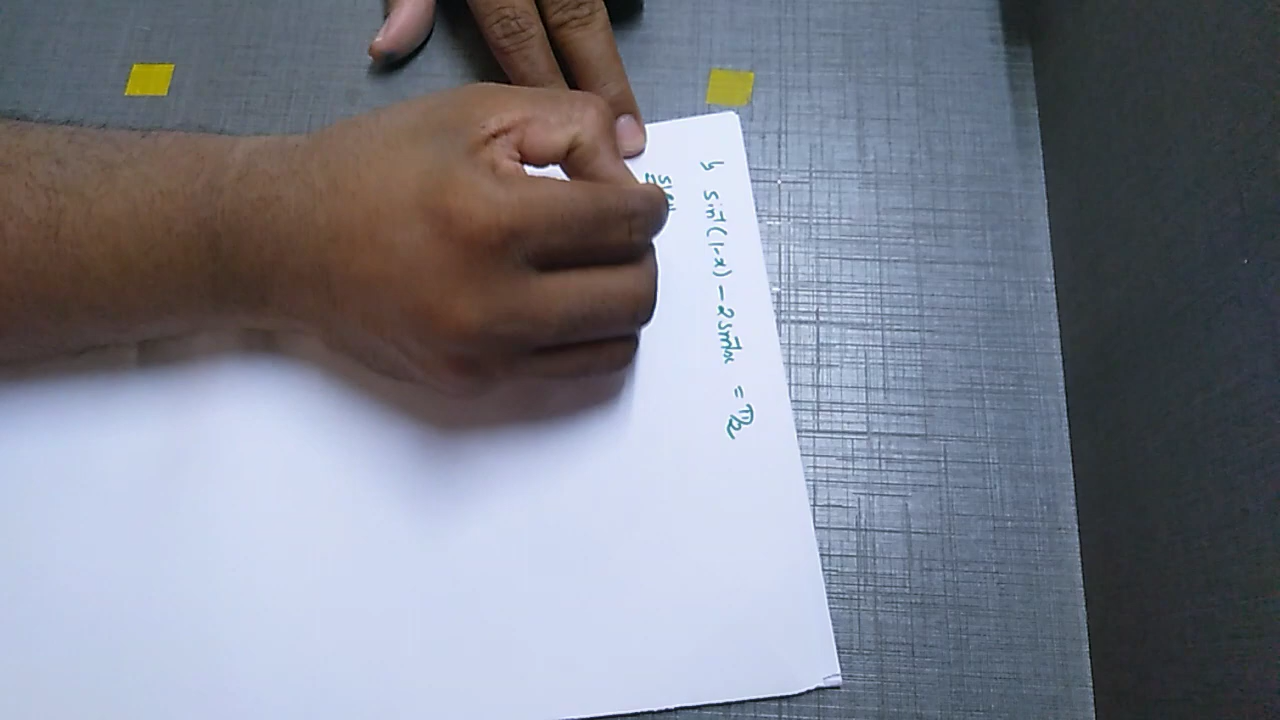 ↳ sin⁻¹(1-x) - 2sin⁻¹x = π/2